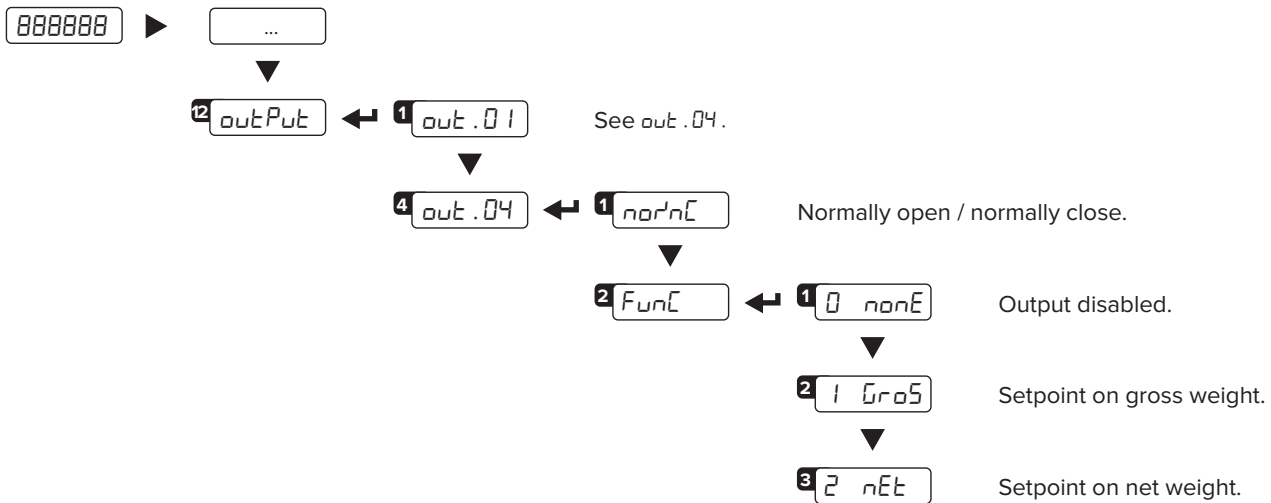 888888
...
12 outPut
1 out.01
See out.04.
4 out.04
1 no/nC
Normally open / normally close.
2 FunC
1 0 nonE
Output disabled.
2 1 GroS
Setpoint on gross weight.
3 2 nEt
Setpoint on net weight.